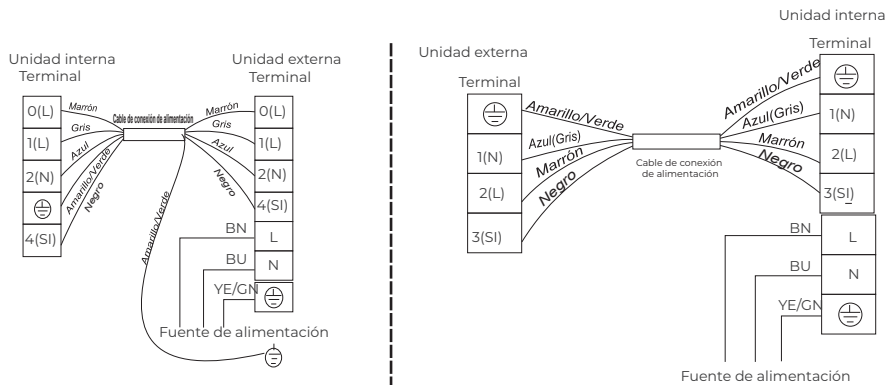 Unidad interna
Terminal
0(L)
1(L)
2(N)
4(SI)
Marrón
Gris
Azul
Amarillo/Verde
Negro
Cable de conexión de alimentación
Marrón
Gris
Azul
Negro
Amarillo/Verde
Unidad externa
Terminal
0(L)
1(L)
2(N)
4(SI)
L
N
BN
BU
YE/GN
Fuente de alimentación
Unidad externa
Terminal
1(N)
2(L)
3(SI)
Amarillo/Verde
Azul(Gris)
Marrón
Negro
Cable de conexión
de alimentación
Amarillo/Verde
Azul(Gris)
Marrón
Negro
Unidad interna
Terminal
1(N)
2(L)
3(SI)
L
N
BN
BU
YE/GN
Fuente de alimentación